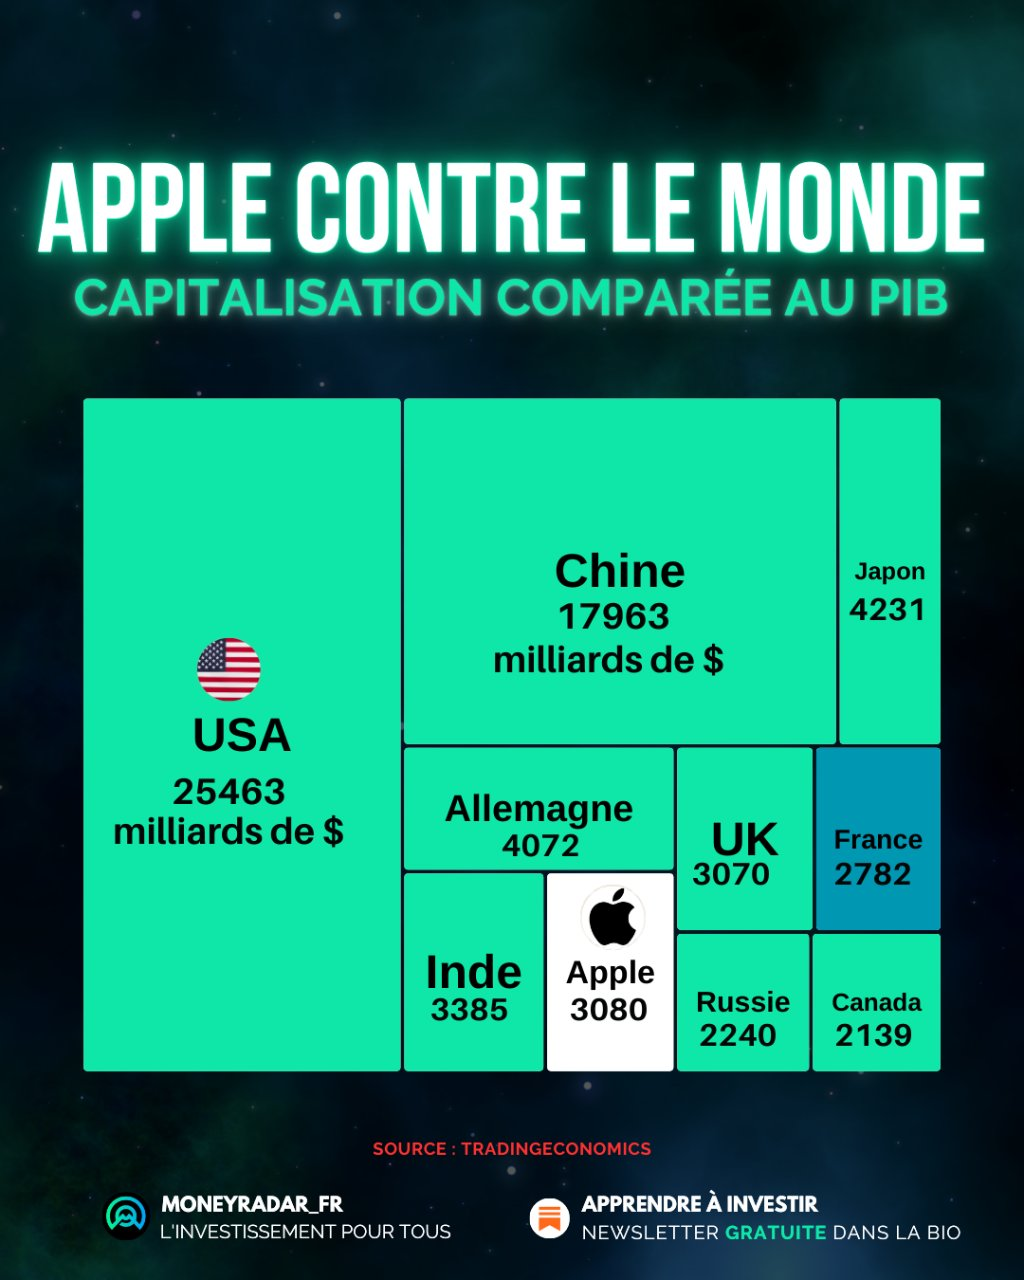 APPLE CONTRE LE MONDE
CAPITALISATION COMPARÉE AU PIB
USA
25463
milliards de $
Chine
17963
milliards de $
Japon
4231
Allemagne
4072
UK
3070
France
2782
Inde
3385
Apple
3080
Russie
2240
Canada
2139
SOURCE : TRADINGECONOMICS
MONEYRADAR_FR
L'INVESTISSEMENT POUR TOUS
APPRENDRE À INVESTIR
NEWSLETTER GRATUITE DANS LA BIO